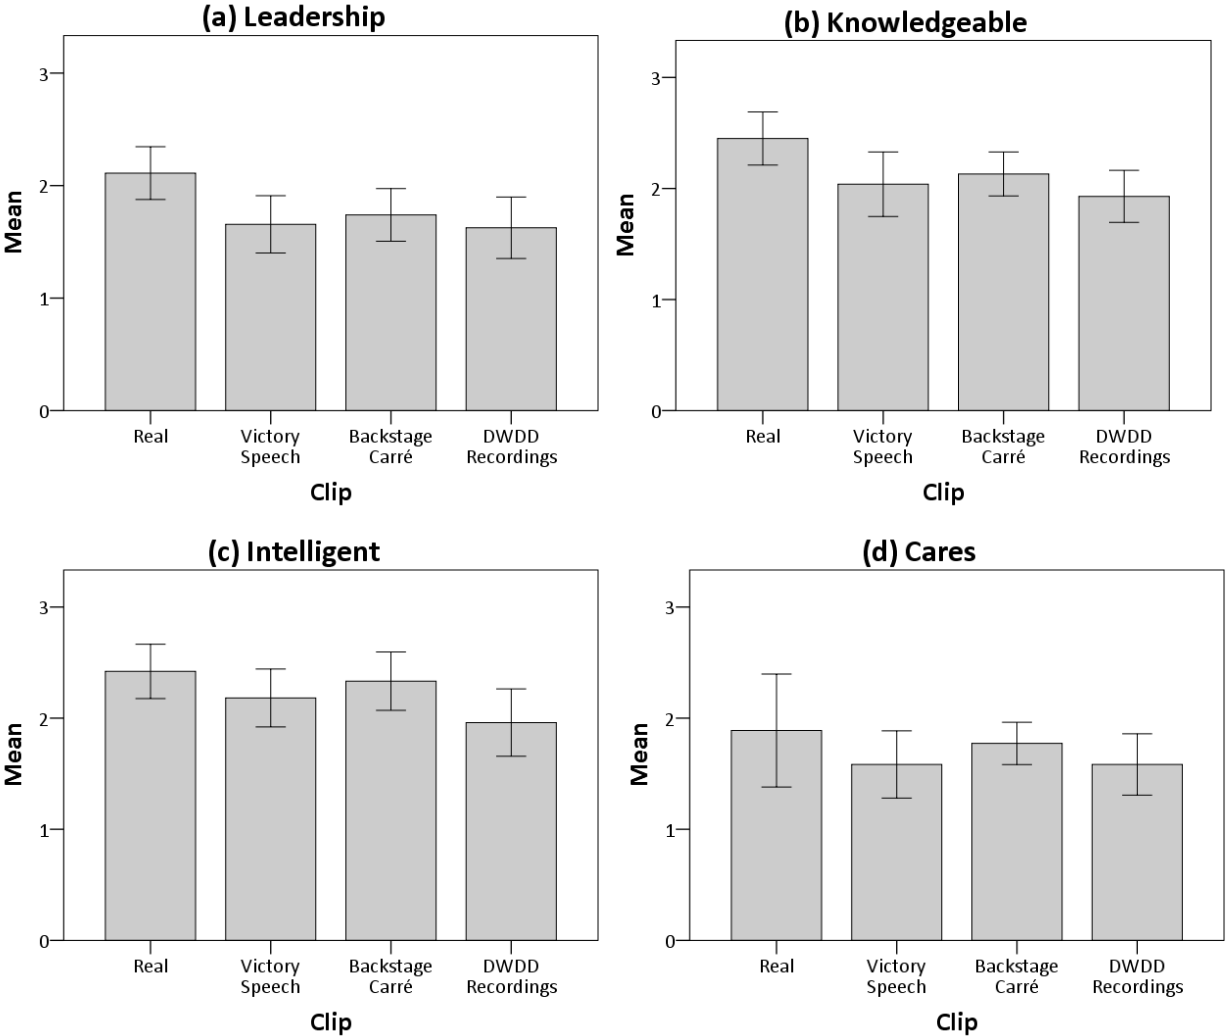 (a) Leadership
Mean
3
2
1
0
Real
Victory Speech
Backstage Carré
DWDD Recordings
Clip
(b) Knowledgeable
Mean
3
2
1
0
Real
Victory Speech
Backstage Carré
DWDD Recordings
Clip
(c) Intelligent
Mean
3
2
1
0
Real
Victory Speech
Backstage Carré
DWDD Recordings
Clip
(d) Cares
Mean
3
2
1
0
Real
Victory Speech
Backstage Carré
DWDD Recordings
Clip